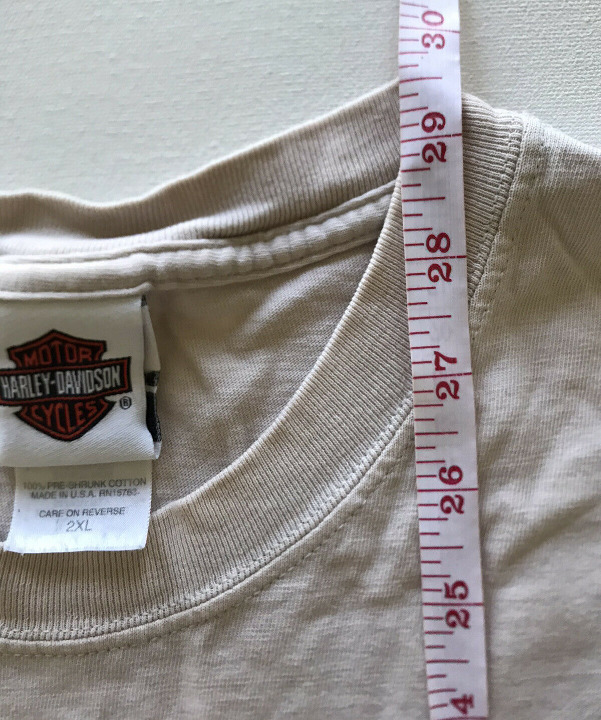 30
29
28
27
26
25
4
MOTOR
HARLEY-DAVIDSON
CYCLES
®
100% PRE-SHRUNK COTTON
MADE IN U.S.A. RN15763-
CARE ON REVERSE
2XL